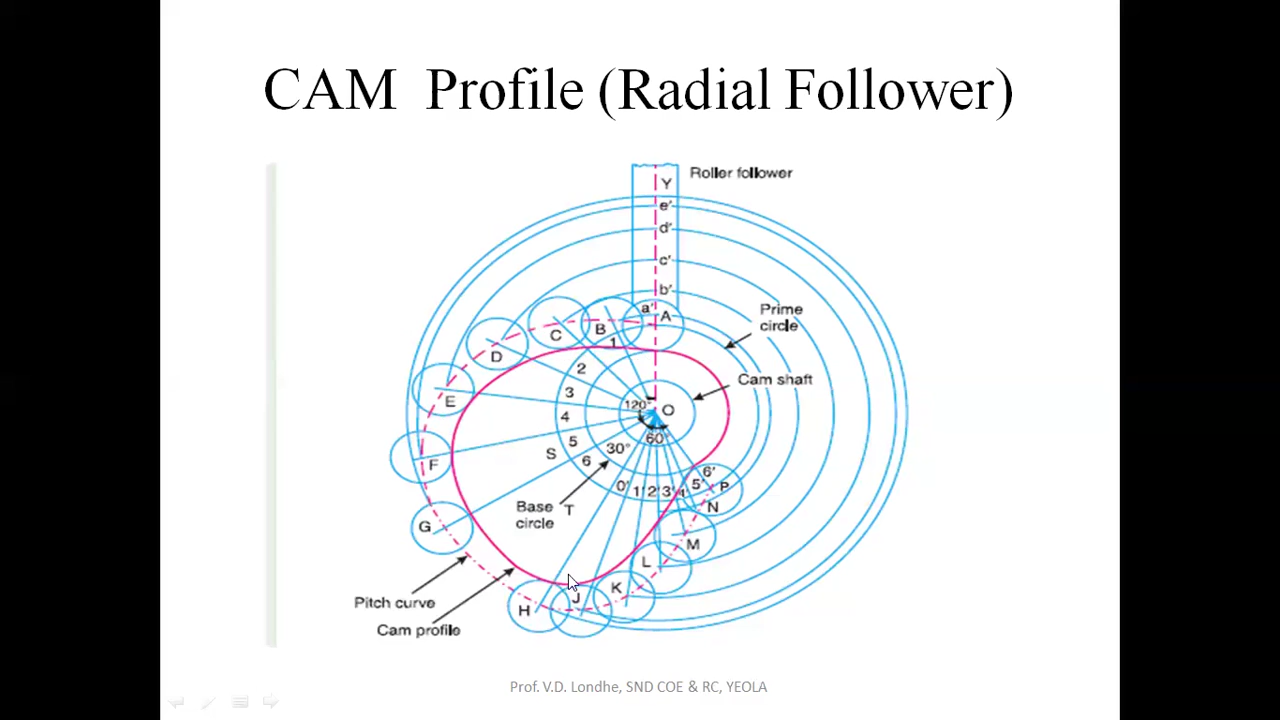 CAM Profile (Radial Follower)
Roller follower
Y
e'
d'
c'
b'
a'
A
Prime
circle
B
C
1
D
2
Cam shaft
3
E
120°
O
4
60°
5
S
30°
6
F
6'
5'
P
0'
1'
2'
3'
4'
N
Base
circle
T
G
M
L
K
J
H
Pitch curve
Cam profile
Prof. V.D. Londhe, SND COE & RC, YEOLA